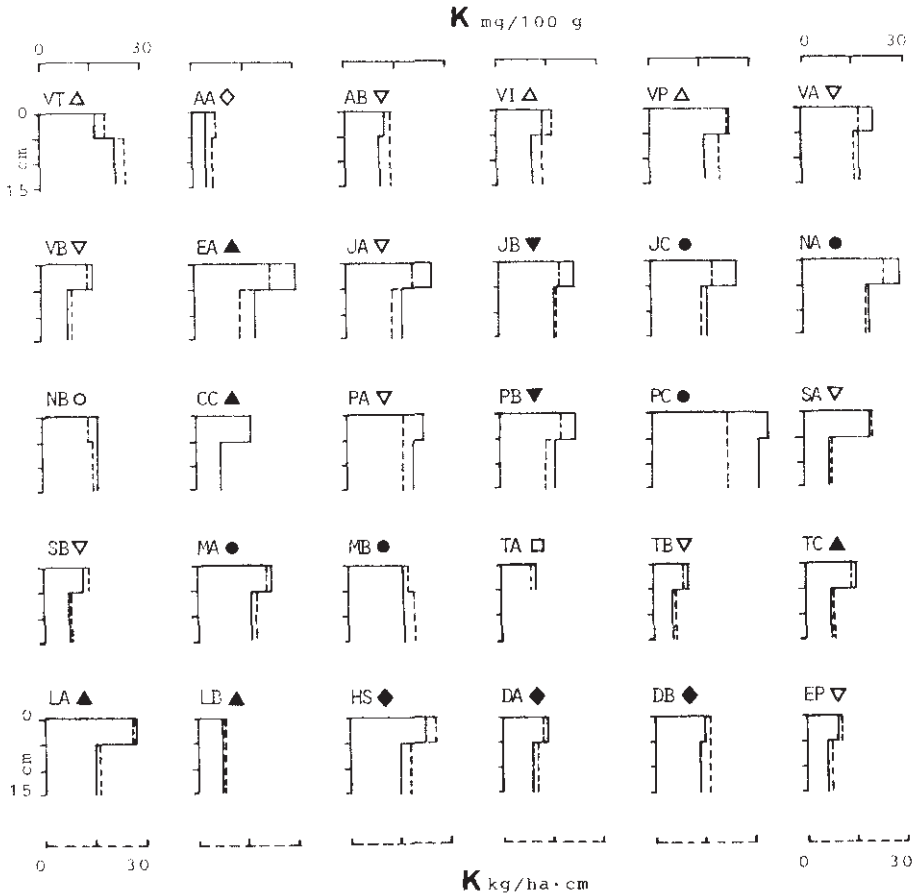 K mg/100 g
0 30 0 30
VT △ AA ◇ AB ▽ VI △ VP △ VA ▽
0
cm
15
VB ▽ EA ▲ JA ▽ JB ▼ JC ● NA ●
NB ○ CC ▲ PA ▽ PB ▼ PC ● SA ▽
SB ▽ MA ● MB ● TA □ TB ▽ TC ▲
LA ▲ LB ▲ HS ◆ DA ◆ DB ◆ EP ▽
0
cm
15
0 30 0 30
K kg/ha·cm